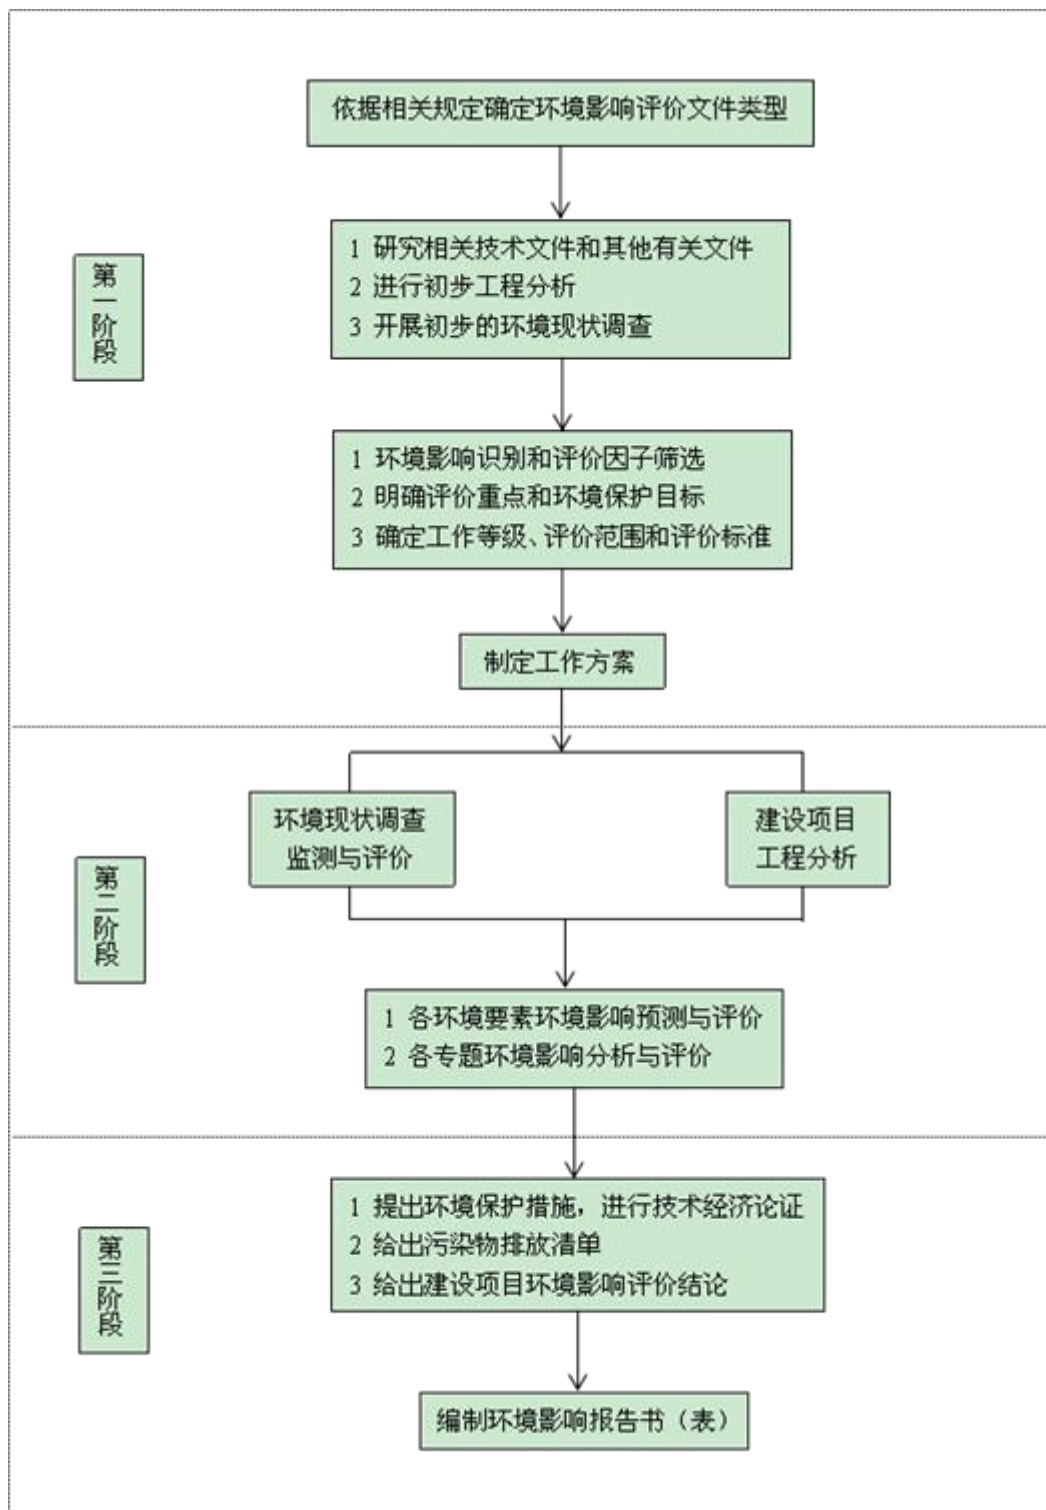 依据相关规定确定环境影响评价文件类型
第一阶段
1 研究相关技术文件和其他有关文件
2 进行初步工程分析
3 开展初步的环境现状调查
1 环境影响识别和评价因子筛选
2 明确评价重点和环境保护目标
3 确定工作等级、评价范围和评价标准
制定工作方案
第二阶段
环境现状调查
监测与评价
建设项目
工程分析
1 各环境要素环境影响预测与评价
2 各专题环境影响分析与评价
第三阶段
1 提出环境保护措施，进行技术经济论证
2 给出污染物排放清单
3 给出建设项目环境影响评价结论
编制环境影响报告书（表）